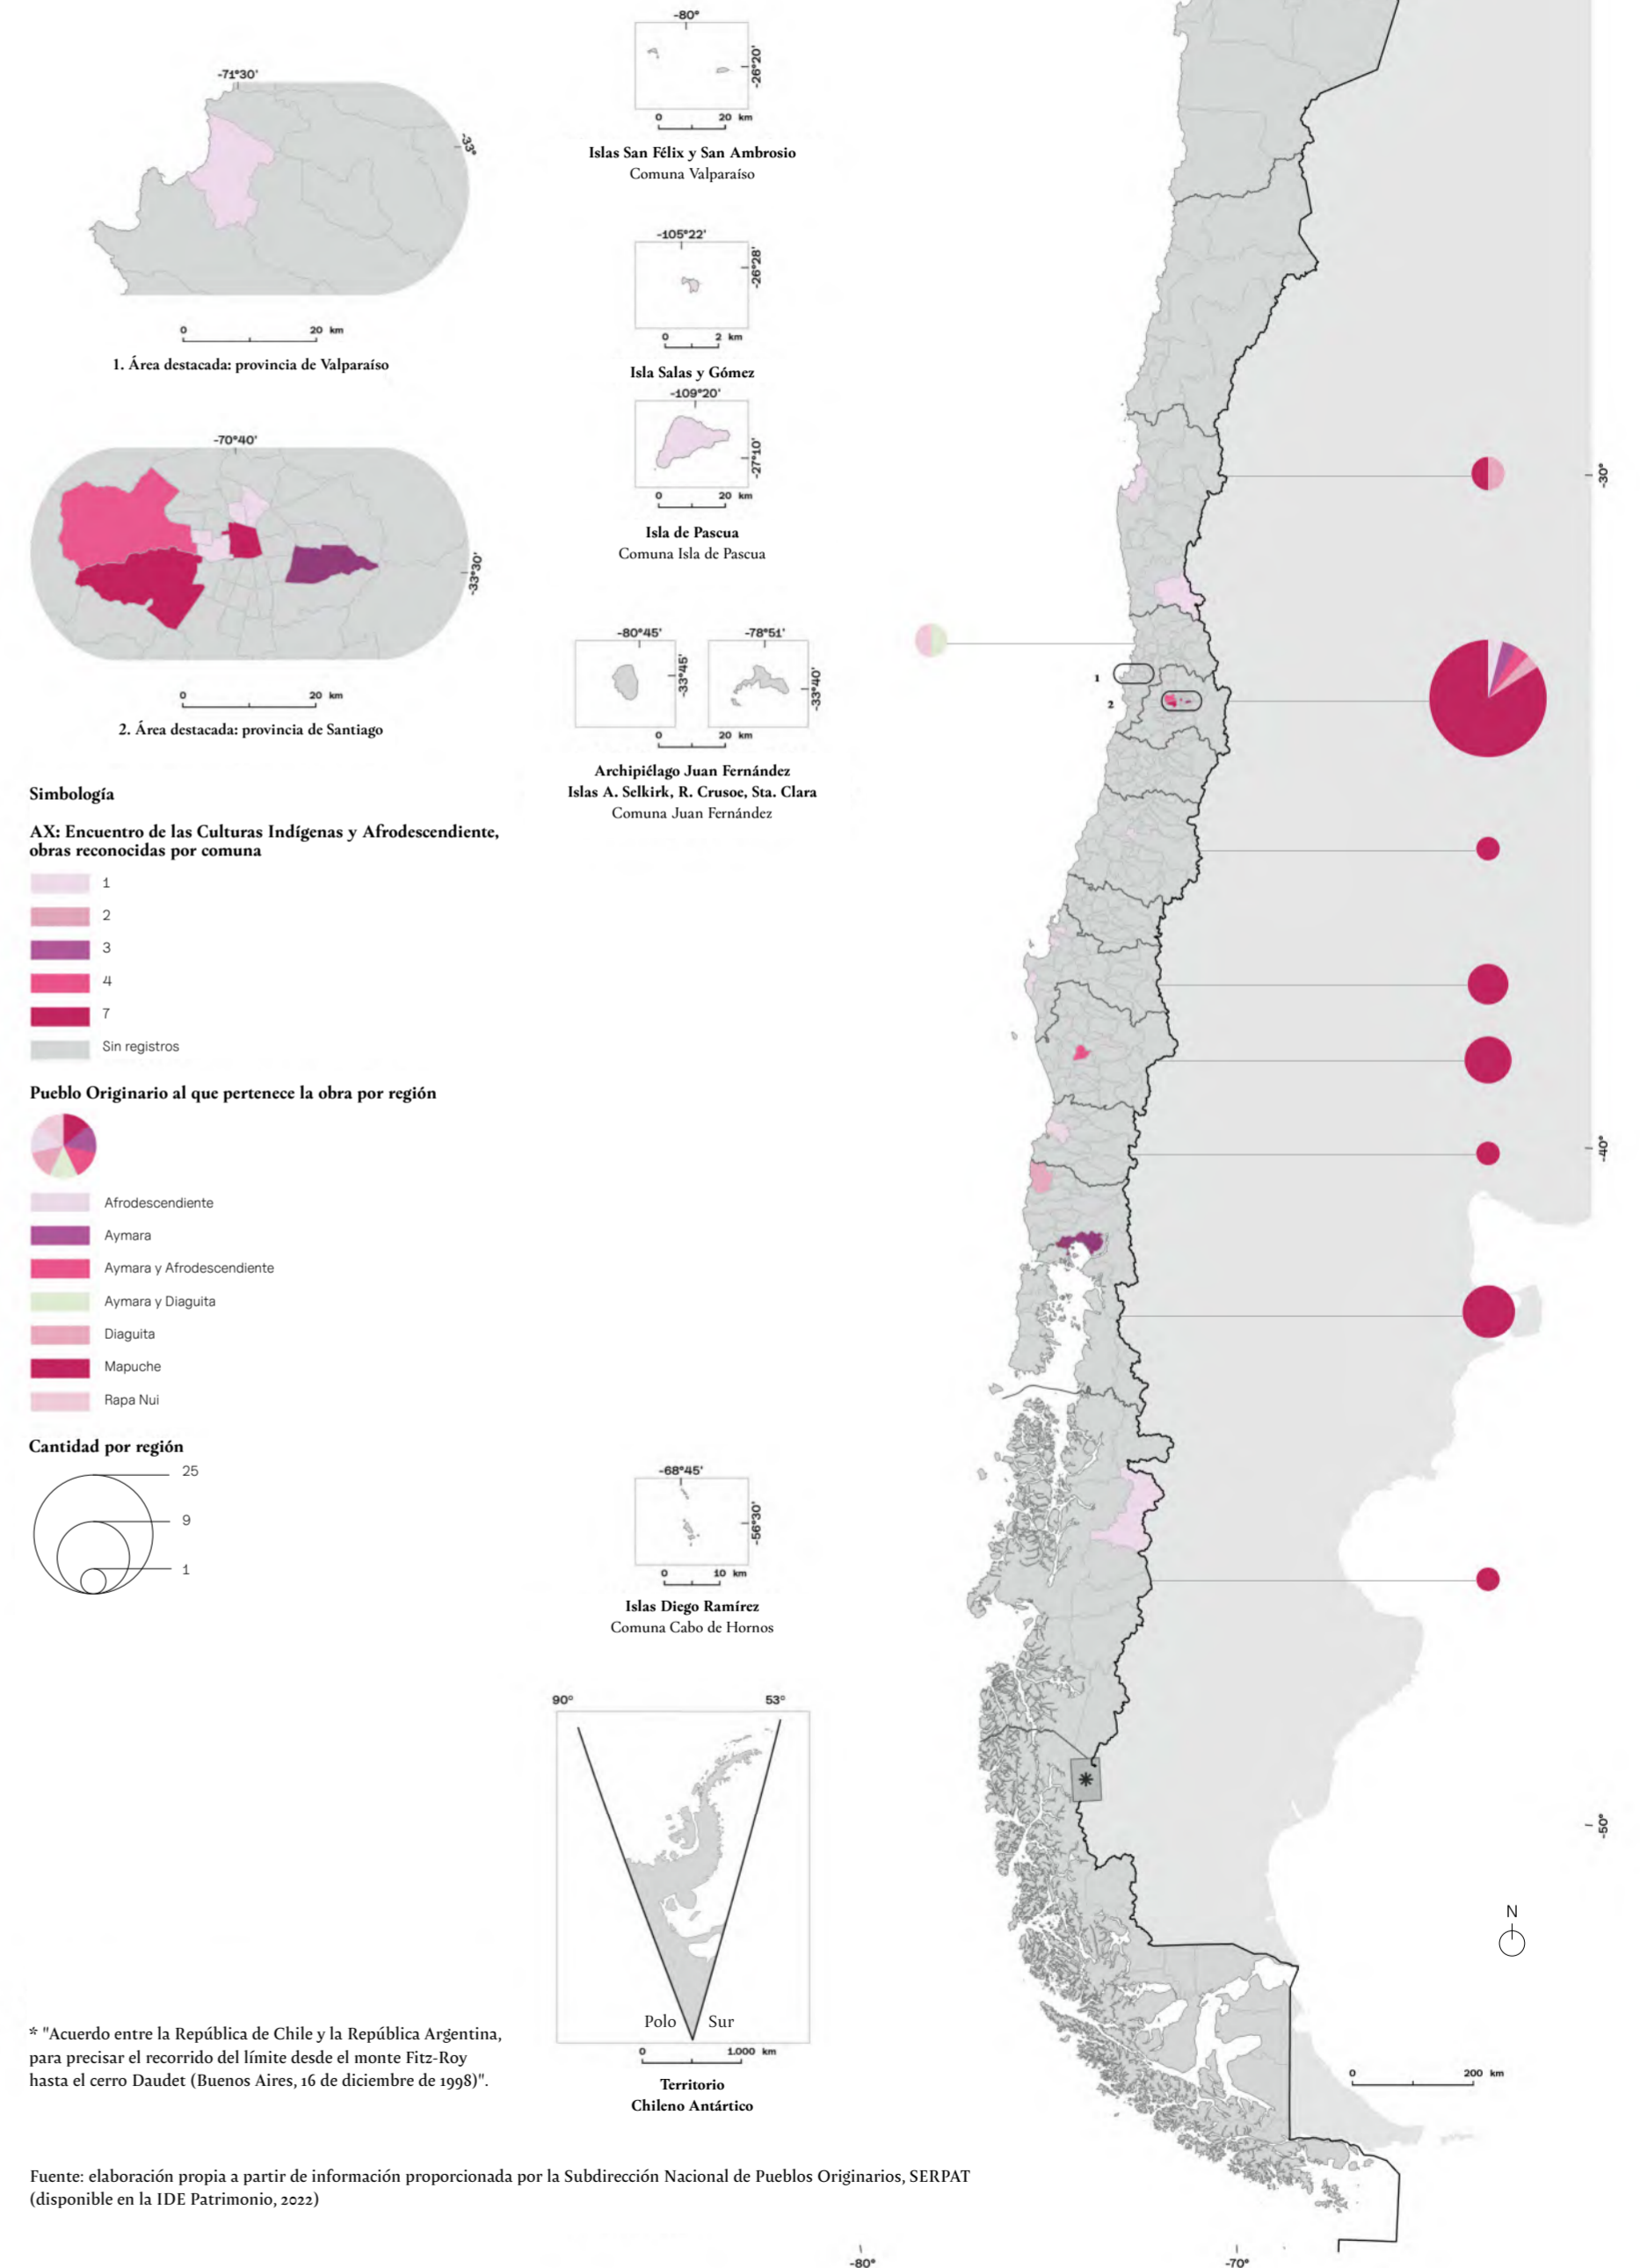 -71°30'
-33°
0 20 km
1. Área destacada: provincia de Valparaíso
-70°40'
-33°30'
0 20 km
2. Área destacada: provincia de Santiago
Simbología
AX: Encuentro de las Culturas Indígenas y Afrodescendiente,
obras reconocidas por comuna
1
2
3
4
7
Sin registros
Pueblo Originario al que pertenece la obra por región
Afrodescendiente
Aymara
Aymara y Afrodescendiente
Aymara y Diaguita
Diaguita
Mapuche
Rapa Nui
Cantidad por región
25
9
1
* "Acuerdo entre la República de Chile y la República Argentina,
para precisar el recorrido del límite desde el monte Fitz-Roy
hasta el cerro Daudet (Buenos Aires, 16 de diciembre de 1998)".
-80°
-26°20'
0 20 km
Islas San Félix y San Ambrosio
Comuna Valparaíso
-105°22'
-26°28'
0 2 km
Isla Salas y Gómez
-109°20'
-27°10'
0 20 km
Isla de Pascua
Comuna Isla de Pascua
-80°45'
-33°45'
-78°51'
-33°40'
0 20 km
Archipiélago Juan Fernández
Islas A. Selkirk, R. Crusoe, Sta. Clara
Comuna Juan Fernández
-68°45'
-56°30'
0 10 km
Islas Diego Ramírez
Comuna Cabo de Hornos
90°
53°
Polo Sur
0 1.000 km
Territorio
Chileno Antártico
1
2
*
-30°
-40°
-50°
N
0 200 km
-80°
-70°
Fuente: elaboración propia a partir de información proporcionada por la Subdirección Nacional de Pueblos Originarios, SERPAT
(disponible en la IDE Patrimonio, 2022)